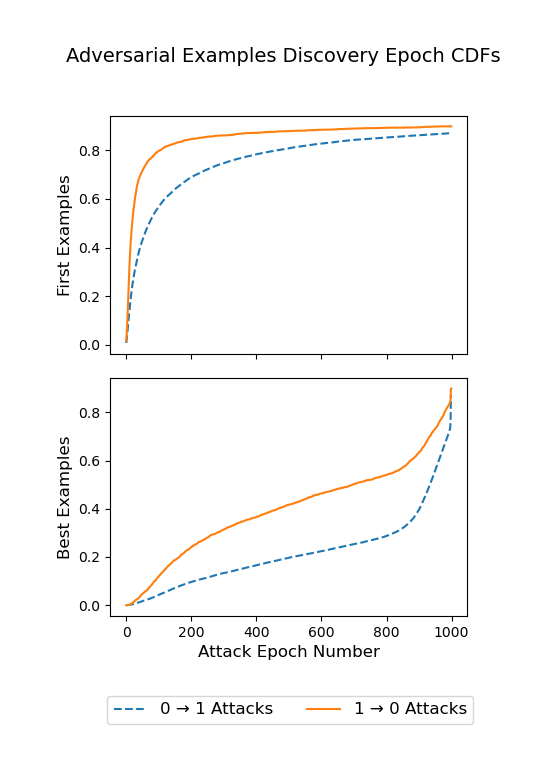 Adversarial Examples Discovery Epoch CDFs
First Examples
0.8
0.6
0.4
0.2
0.0
Best Examples
0.8
0.6
0.4
0.2
0.0
0 200 400 600 800 1000
Attack Epoch Number
0 → 1 Attacks 1 → 0 Attacks